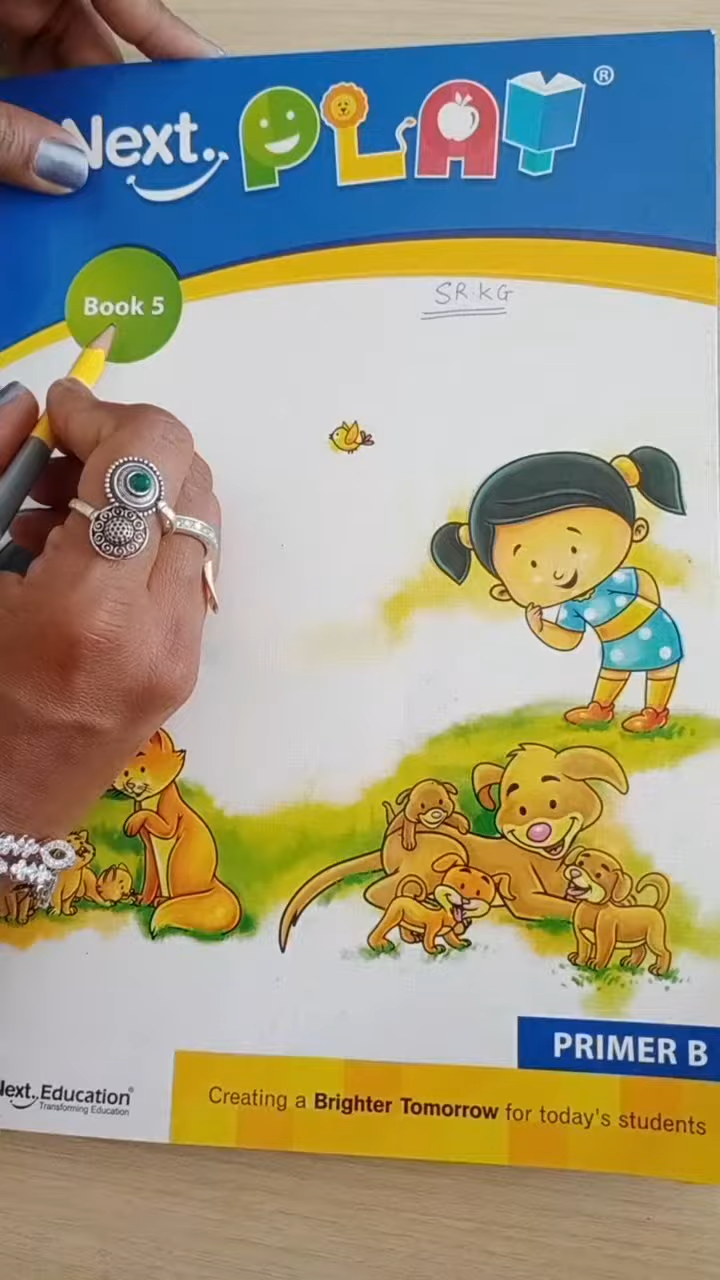 Next. PLAY®
Book 5
SR.KG
PRIMER B
Next Education®
Transforming Education
Creating a Brighter Tomorrow for today's students